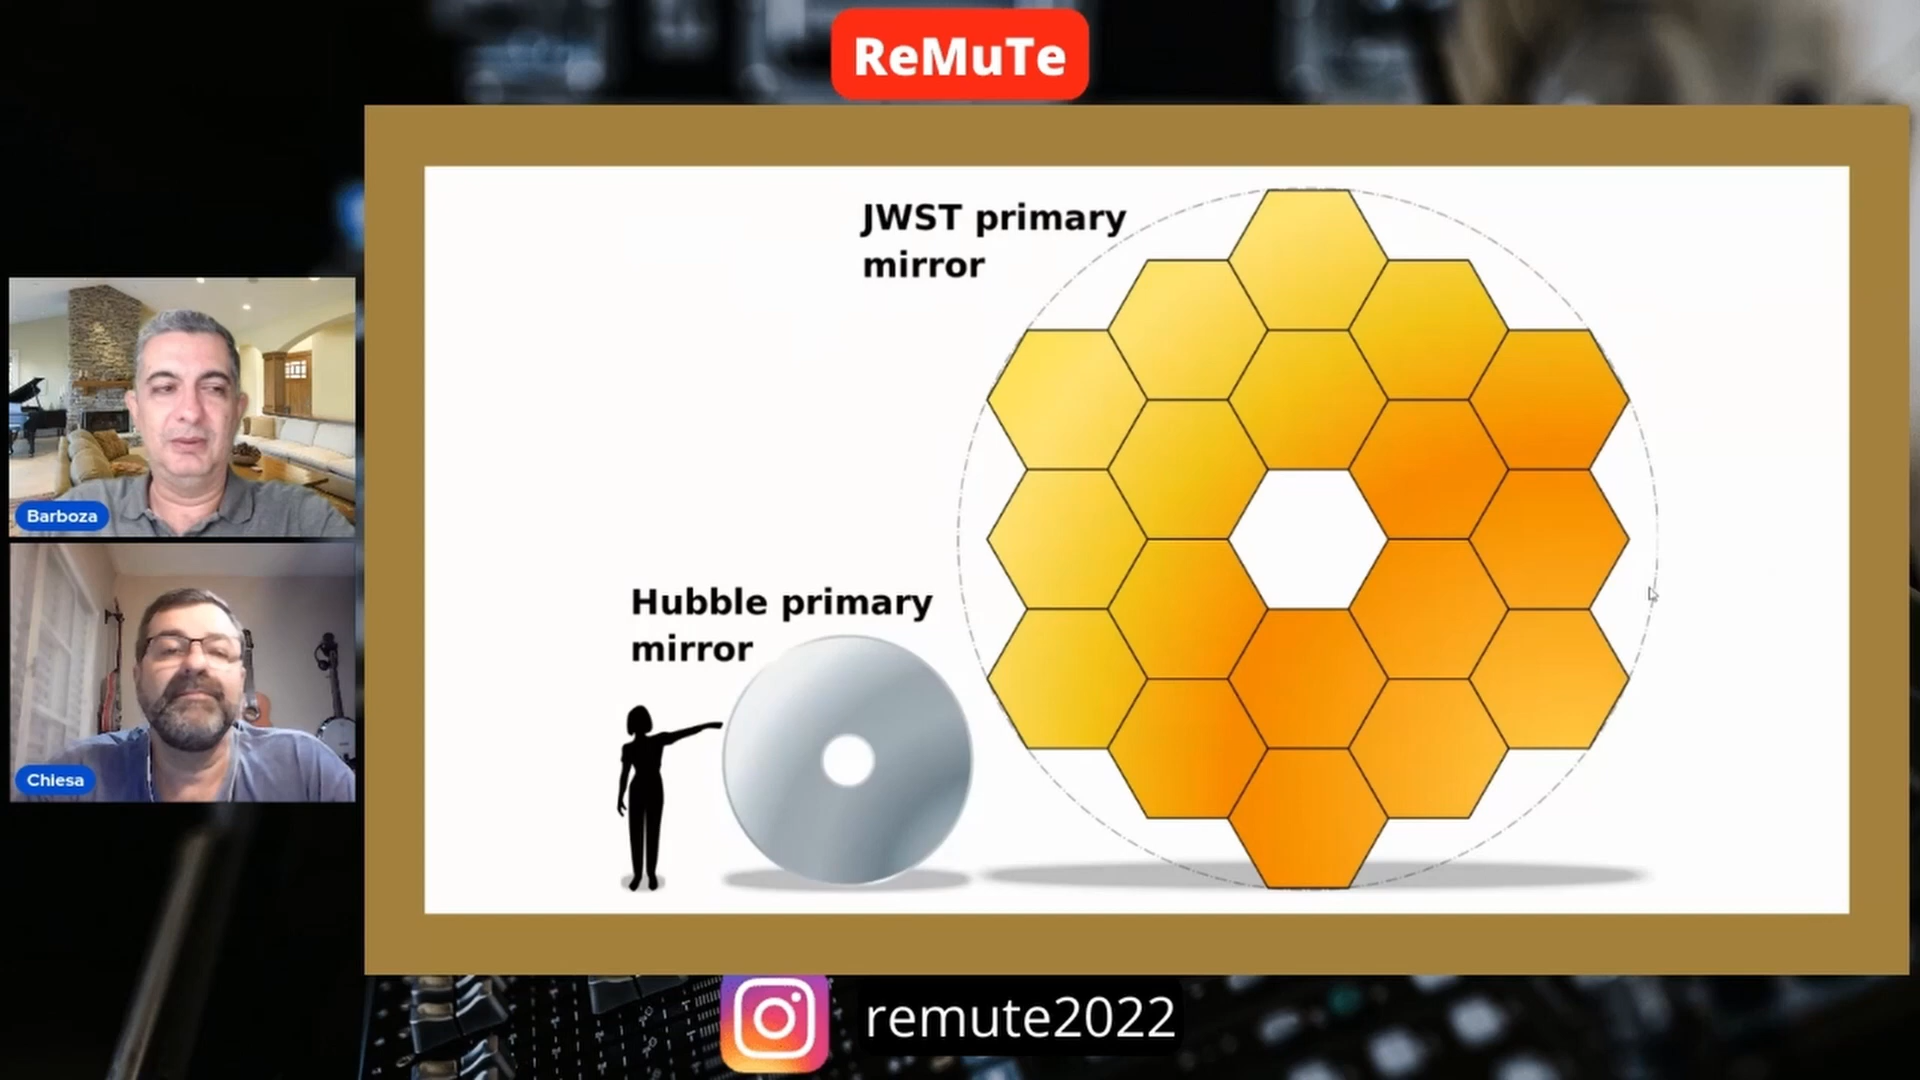 ReMuTe
JWST primary
mirror
Hubble primary
mirror
Barboza
Chiesa
remute2022